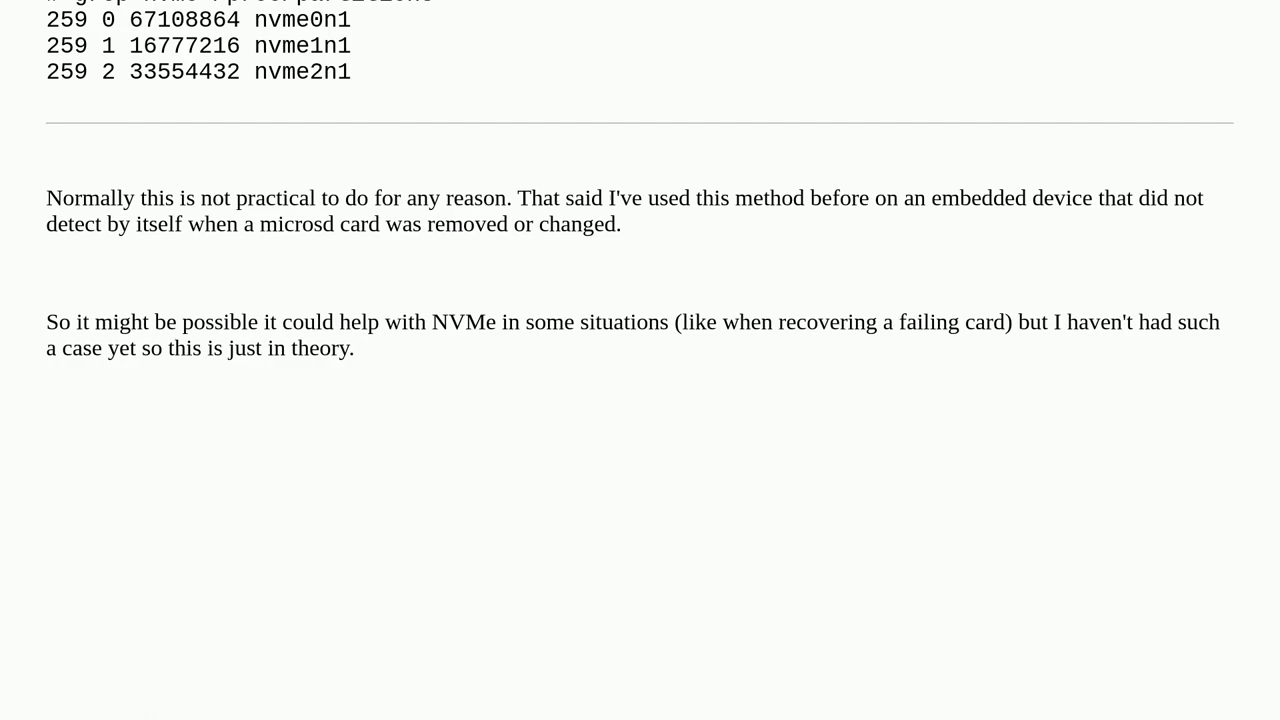 259 0 67108864 nvme0n1
259 1 16777216 nvme1n1
259 2 33554432 nvme2n1
Normally this is not practical to do for any reason. That said I've used this method before on an embedded device that did not
detect by itself when a microsd card was removed or changed.
So it might be possible it could help with NVMe in some situations (like when recovering a failing card) but I haven't had such
a case yet so this is just in theory.